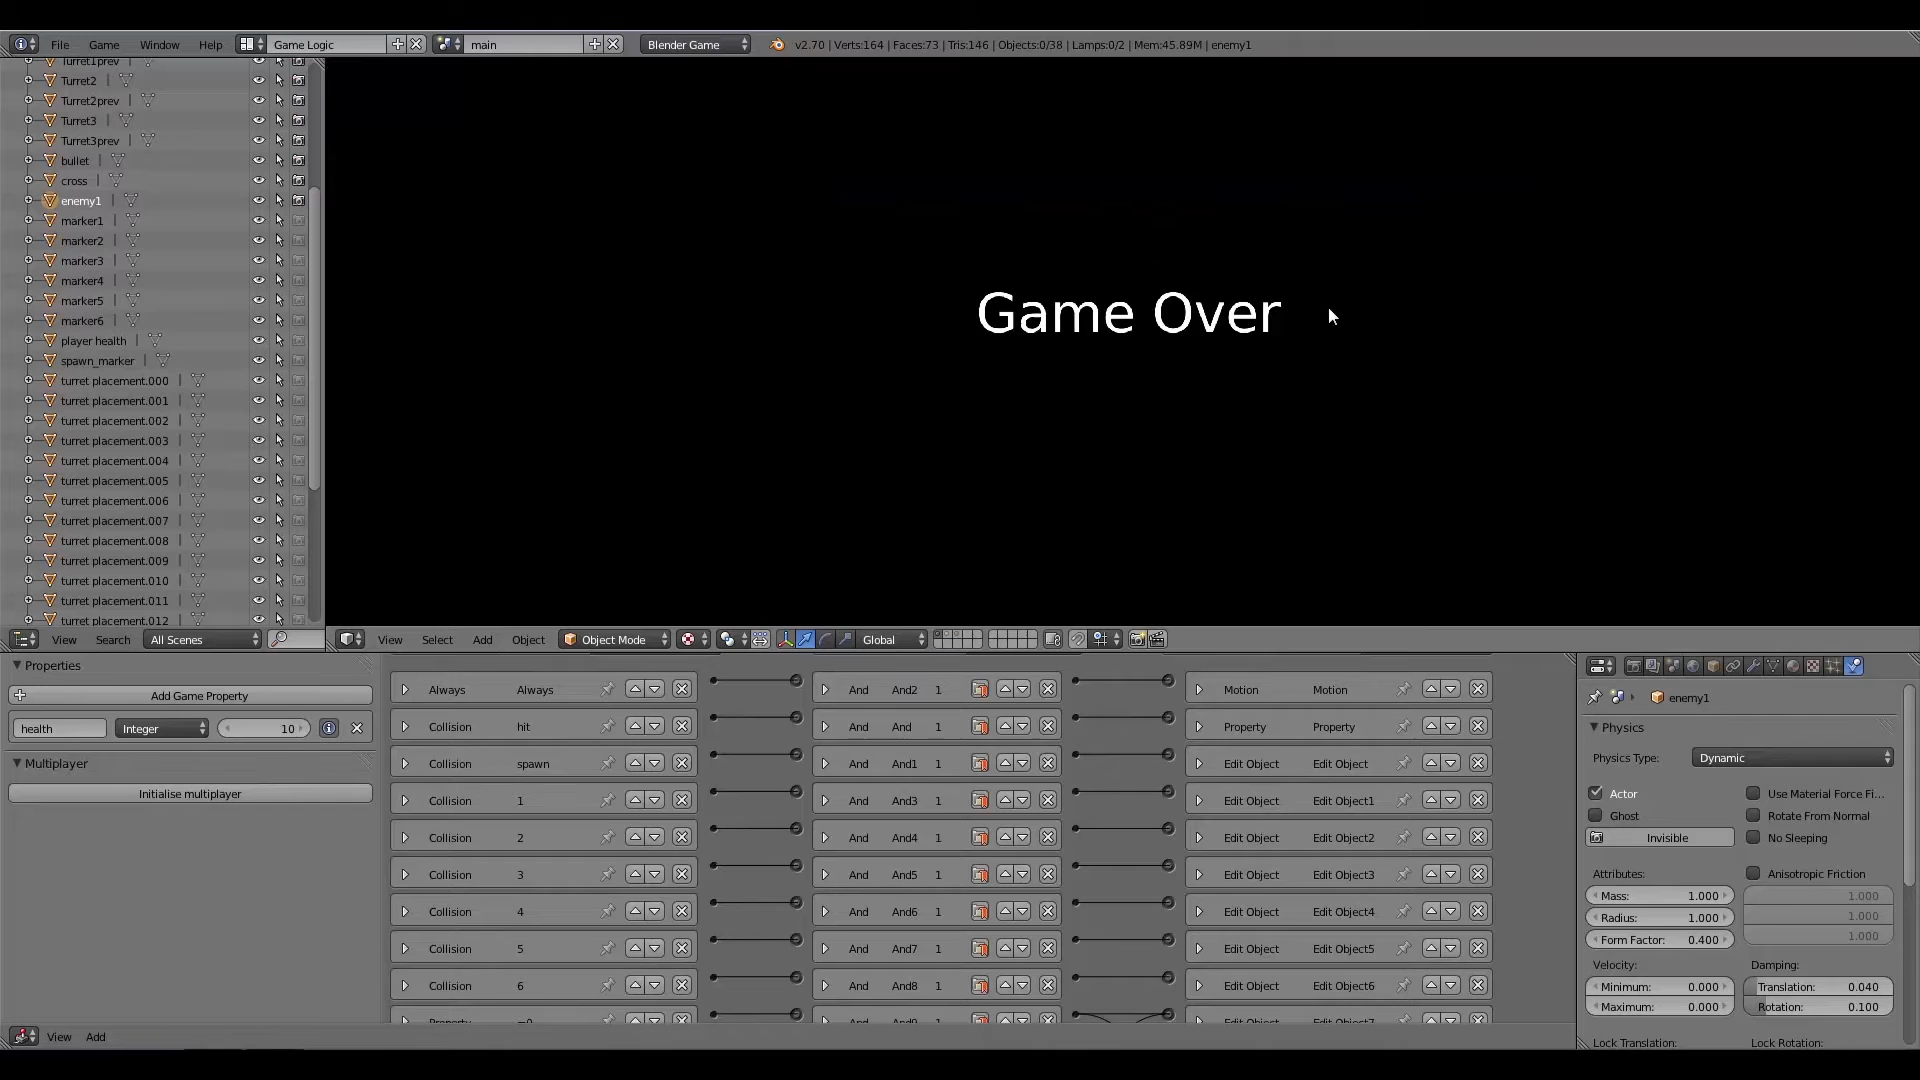 File Game Window Help Game Logic main Blender Game v2.70 | Verts:164 | Faces:73 | Tris:146 | Objects:0/38 | Lamps:0/2 | Mem:45.89M | enemy1
Turret1prev
Turret2
Turret2prev
Turret3
Turret3prev
bullet
cross
enemy1
marker1
marker2
marker3
marker4
marker5
marker6
player health
spawn_marker
turret placement.000
turret placement.001
turret placement.002
turret placement.003
turret placement.004
turret placement.005
turret placement.006
turret placement.007
turret placement.008
turret placement.009
turret placement.010
turret placement.011
turret placement.012
View Search All Scenes
Game Over
View Select Add Object Object Mode Global
Properties
Add Game Property
health Integer 10
Multiplayer
Initialise multiplayer
Always Always And And2 1 Motion Motion
Collision hit And And 1 Property Property
Collision spawn And And1 1 Edit Object Edit Object
Collision 1 And And3 1 Edit Object Edit Object1
Collision 2 And And4 1 Edit Object Edit Object2
Collision 3 And And5 1 Edit Object Edit Object3
Collision 4 And And6 1 Edit Object Edit Object4
Collision 5 And And7 1 Edit Object Edit Object5
Collision 6 And And8 1 Edit Object Edit Object6
Property =0 And And9 1 Edit Object Edit Object7
View Add
enemy1
Physics
Physics Type: Dynamic
Actor Use Material Force Fi...
Ghost Rotate From Normal
Invisible No Sleeping
Attributes: Anisotropic Friction
Mass: 1.000 1.000
Radius: 1.000 1.000
Form Factor: 0.400 1.000
Velocity: Damping:
Minimum: 0.000 Translation: 0.040
Maximum: 0.000 Rotation: 0.100
Lock Translation: Lock Rotation: